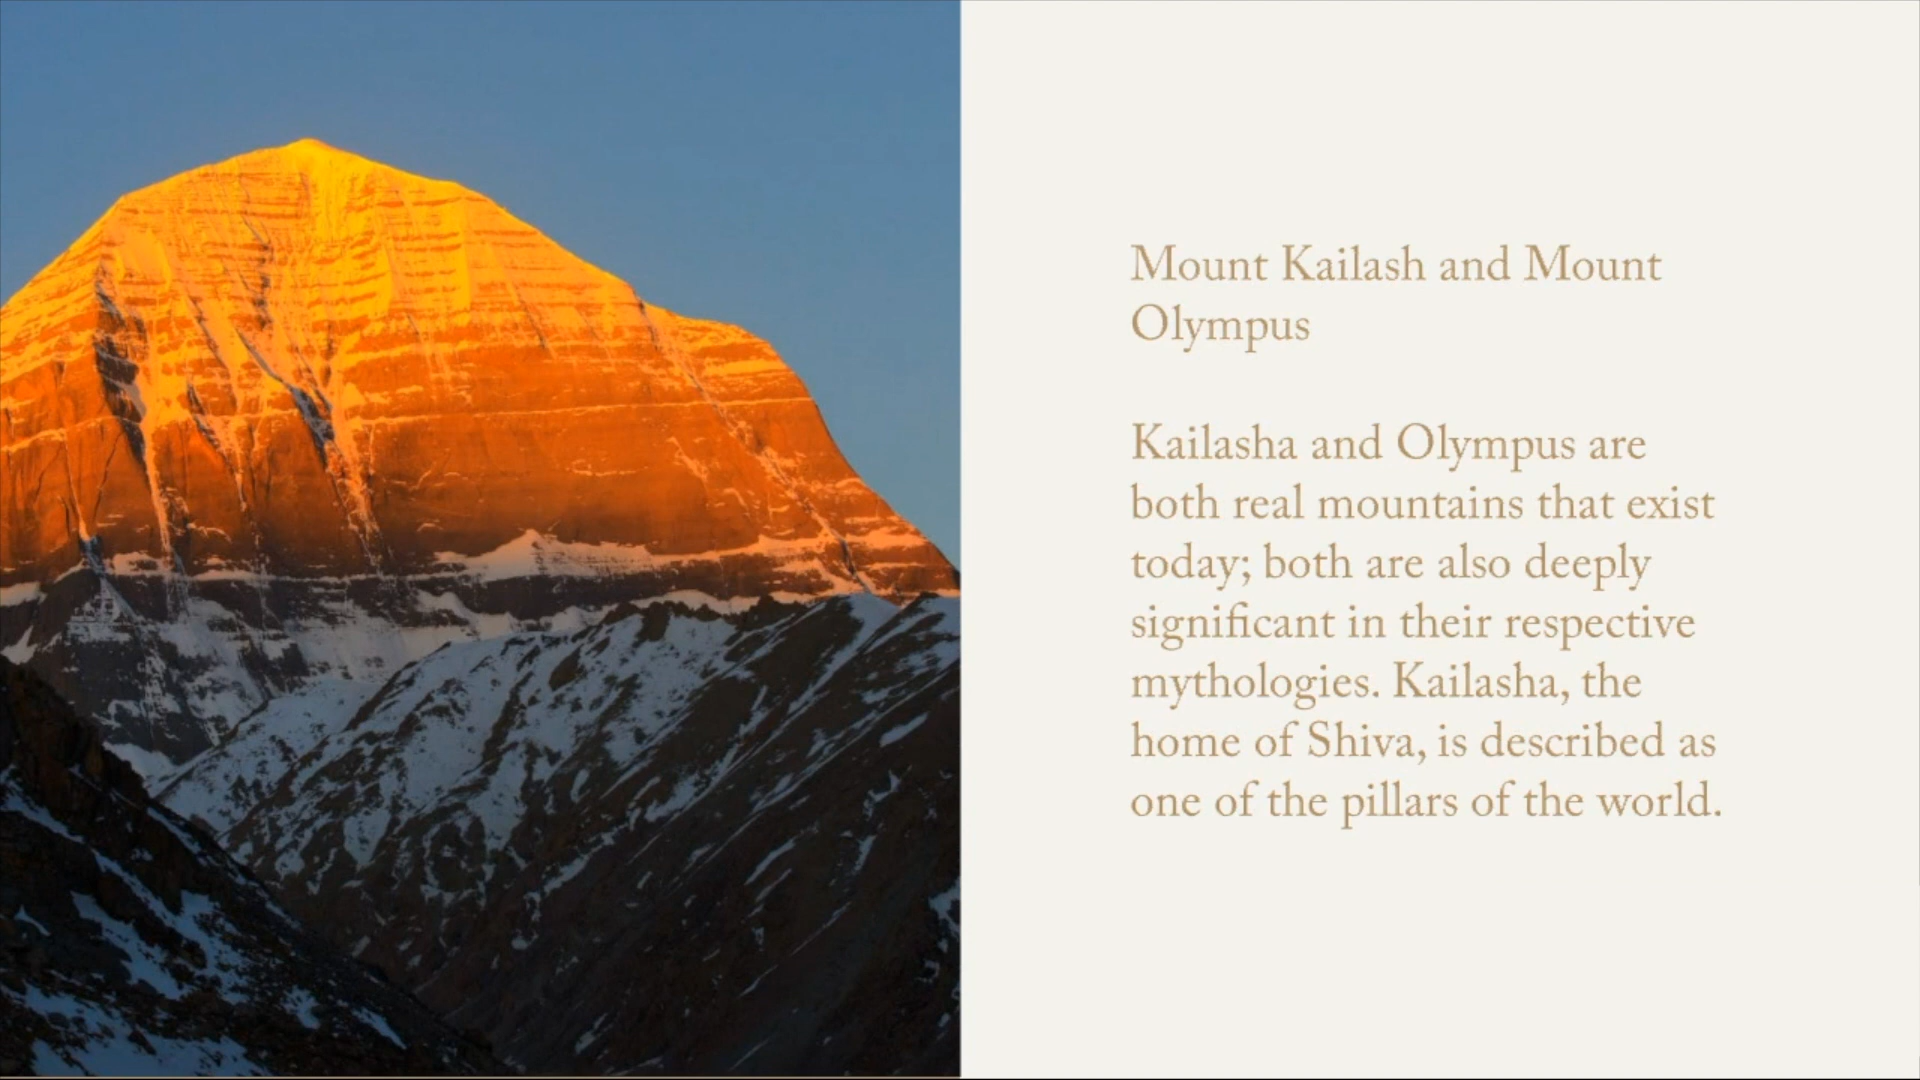 Mount Kailash and Mount
Olympus
Kailasha and Olympus are
both real mountains that exist
today; both are also deeply
significant in their respective
mythologies. Kailasha, the
home of Shiva, is described as
one of the pillars of the world.